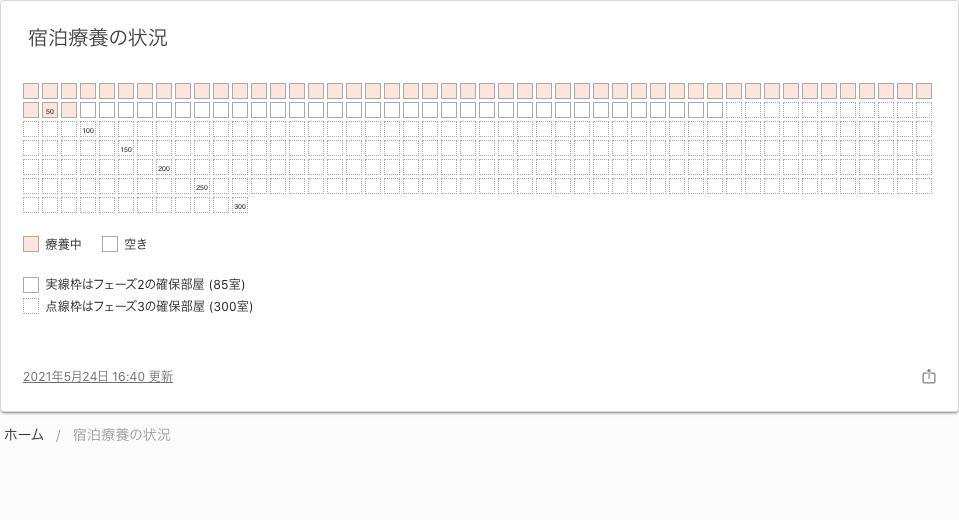 宿泊療養の状況
50
100
150
200
250
300
療養中 空き
実線枠はフェーズ2の確保部屋 (85室)
点線枠はフェーズ3の確保部屋 (300室)
2021年5月24日 16:40 更新
ホーム / 宿泊療養の状況